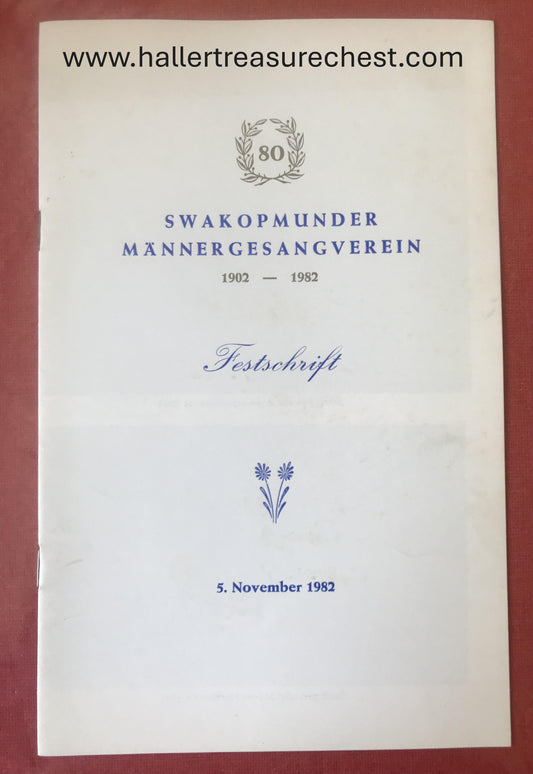 www.hallertreasurechest.com
80
SWAKOPMUNDER
MÄNNERGESANGVEREIN
1902 — 1982
Festschrift
5. November 1982